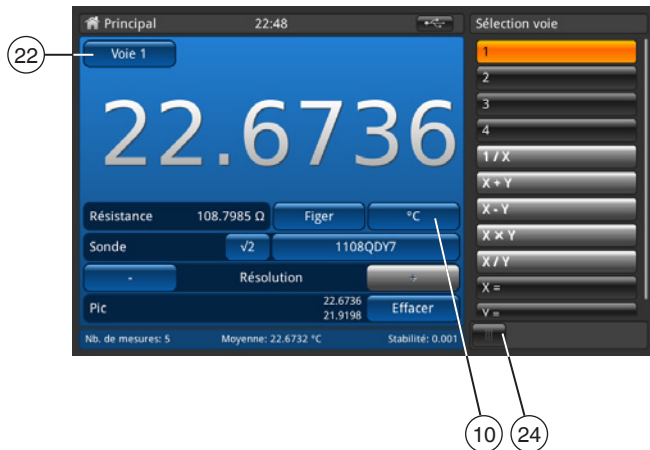 Principal 22:48
Sélection voie
22
Voie 1
22.6736
Résistance 108.7985 Ω Figer °C
Sonde √2 1108QDY7
- Résolution +
Pic 22.6736 21.9198 Effacer
Nb. de mesures: 5 Moyenne: 22.6732 °C Stabilité: 0.001
1
2
3
4
1 / X
X + Y
X - Y
X × Y
X / Y
X =
Y =
10
24